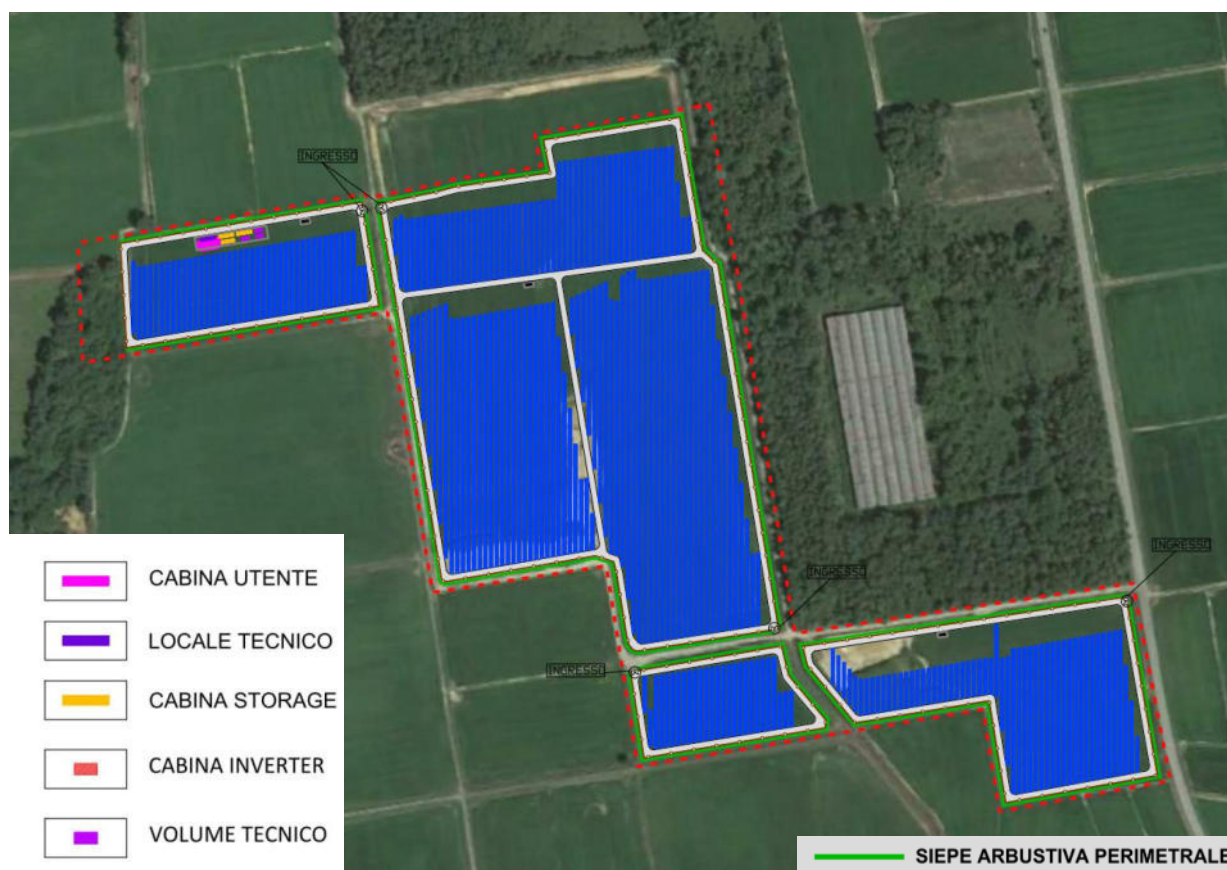 INGRESSO
INGRESSO
INGRESSO
INGRESSO
CABINA UTENTE
LOCALE TECNICO
CABINA STORAGE
CABINA INVERTER
VOLUME TECNICO
SIEPE ARBUSTIVA PERIMETRALE